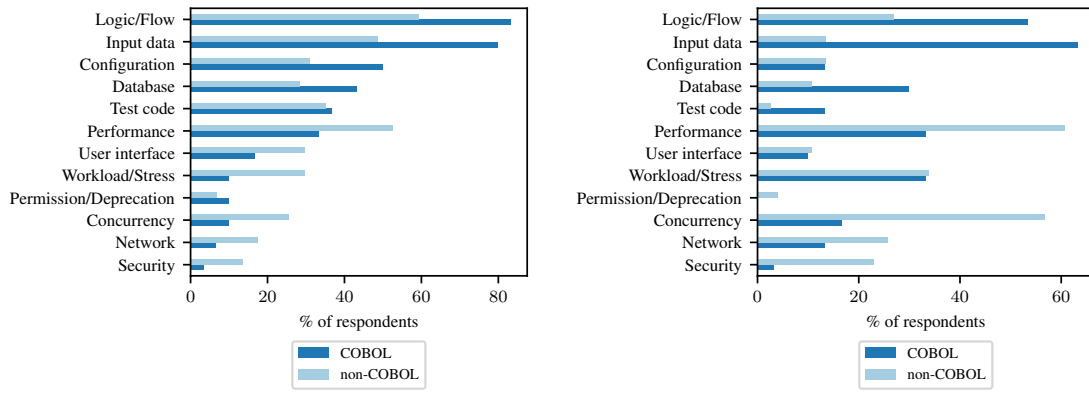 Logic/Flow
Input data
Configuration
Database
Test code
Performance
User interface
Workload/Stress
Permission/Deprecation
Concurrency
Network
Security
0 20 40 60 80
% of respondents
COBOL
non-COBOL
Logic/Flow
Input data
Configuration
Database
Test code
Performance
User interface
Workload/Stress
Permission/Deprecation
Concurrency
Network
Security
0 20 40 60
% of respondents
COBOL
non-COBOL